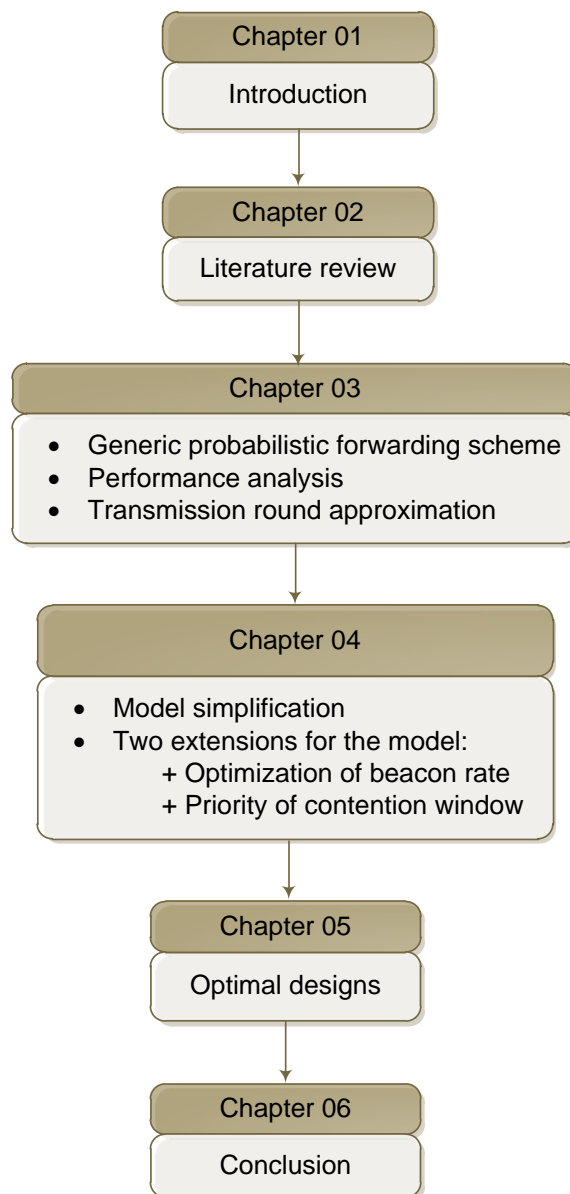 Chapter 01
Introduction
Chapter 02
Literature review
Chapter 03
• Generic probabilistic forwarding scheme
• Performance analysis
• Transmission round approximation
Chapter 04
• Model simplification
• Two extensions for the model:
+ Optimization of beacon rate
+ Priority of contention window
Chapter 05
Optimal designs
Chapter 06
Conclusion